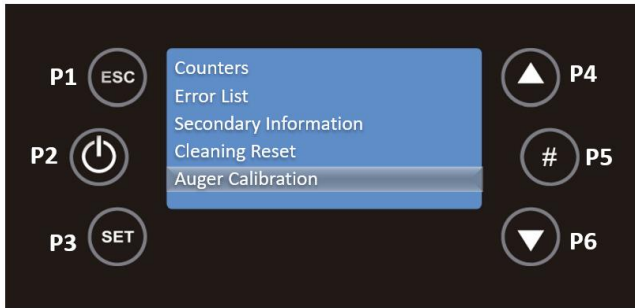 P1 ESC
P2
P3 SET
Counters
Error List
Secondary Information
Cleaning Reset
Auger Calibration
P4
# P5
P6